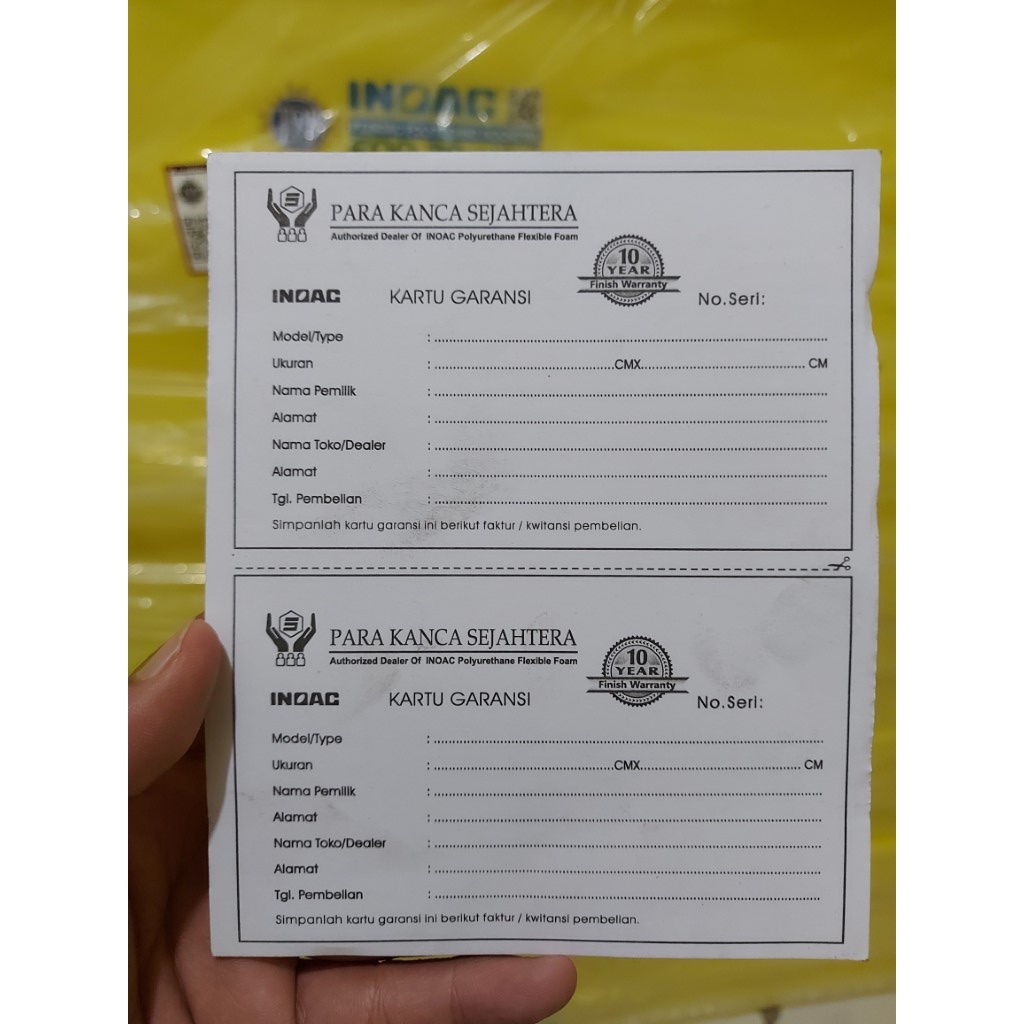 INOAC
PARA KANCA SEJAHTERA
Authorized Dealer Of INOAC Polyurethane Flexible Foam
10
YEAR
Finish Warranty
INOAC KARTU GARANSI No.Seri:
Model/Type : ........................................
Ukuran : ....................CMX.................... CM
Nama Pemilik : ........................................
Alamat : ........................................
Nama Toko/Dealer : ........................................
Alamat : ........................................
Tgl. Pembelian : ........................................
Simpanlah kartu garansi ini berikut faktur / kwitansi pembelian.
PARA KANCA SEJAHTERA
Authorized Dealer Of INOAC Polyurethane Flexible Foam
10
YEAR
Finish Warranty
INOAC KARTU GARANSI No.Seri:
Model/Type : ........................................
Ukuran : ....................CMX.................... CM
Nama Pemilik : ........................................
Alamat : ........................................
Nama Toko/Dealer : ........................................
Alamat : ........................................
Tgl. Pembelian : ........................................
Simpanlah kartu garansi ini berikut faktur / kwitansi pembelian.